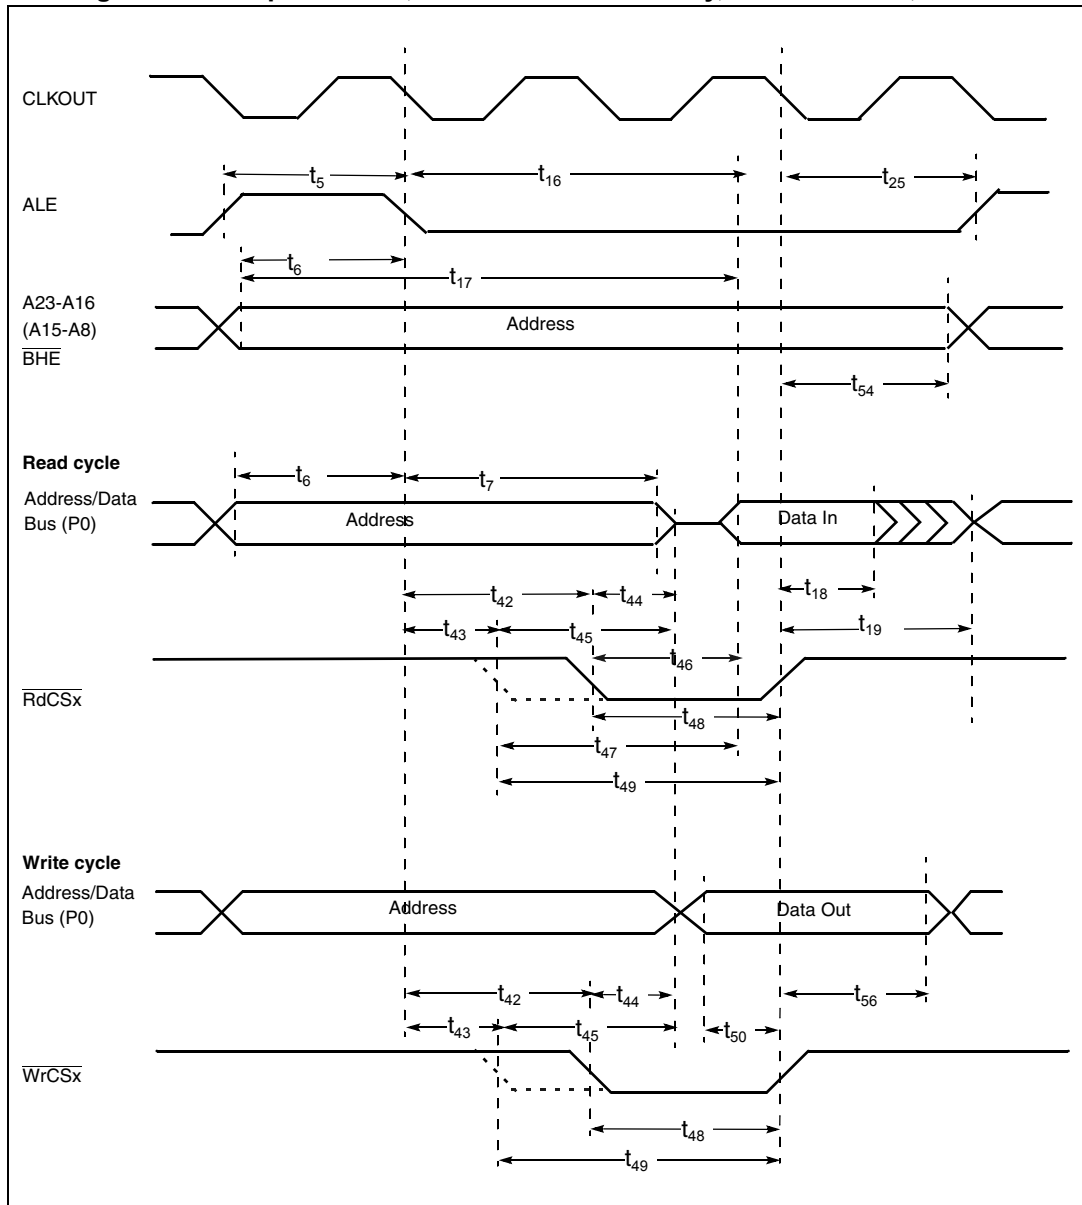 CLKOUT
t5
t16
t25
ALE
t6
t17
A23-A16
(A15-A8)
BHE
Address
t54
Read cycle
t6
t7
Address/Data
Bus (P0)
Address
Data In
t42
t44
t18
t43
t45
t19
t46
RdCSx
t48
t47
t49
Write cycle
Address/Data
Bus (P0)
Address
Data Out
t42
t44
t56
t43
t45
t50
WrCSx
t48
t49